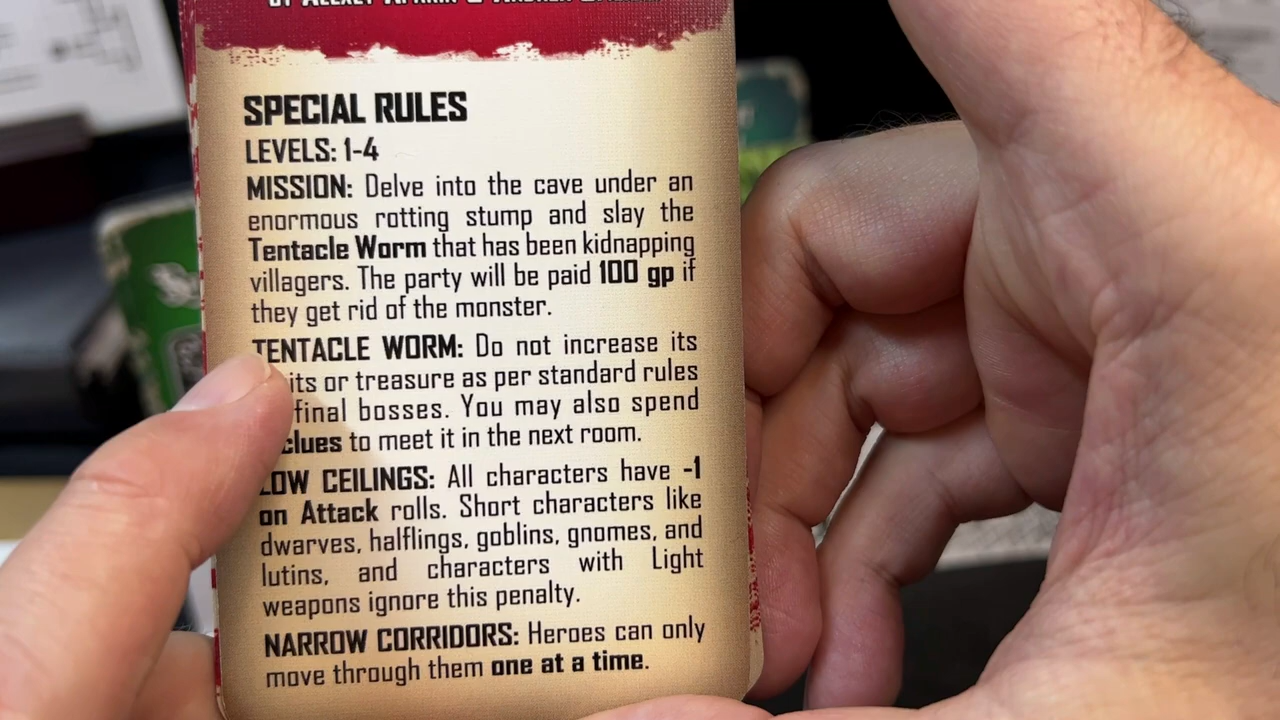 SPECIAL RULES
LEVELS: 1-4
MISSION: Delve into the cave under an
enormous rotting stump and slay the
Tentacle Worm that has been kidnapping
villagers. The party will be paid 100 gp if
they get rid of the monster.
TENTACLE WORM: Do not increase its
or treasure as per standard rules
final bosses. You may also spend
clues to meet it in the next room.
LOW CEILINGS: All characters have -1
on Attack rolls. Short characters like
dwarves, halflings, goblins, gnomes, and
lutins, and characters with Light
weapons ignore this penalty.
NARROW CORRIDORS: Heroes can only
move through them one at a time.